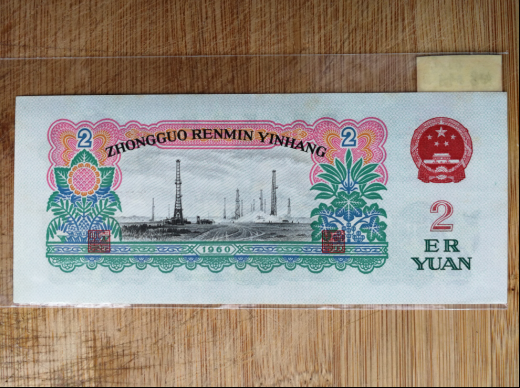 ZHONGGUO RENMIN YINHANG
2
2
1960
2
ER
YUAN